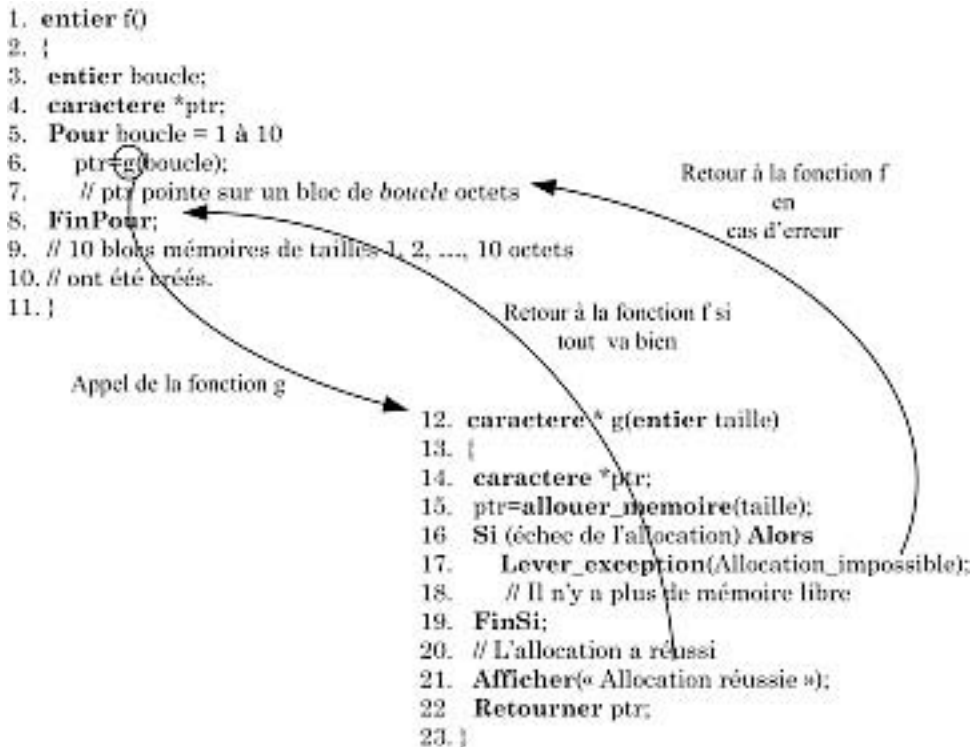 1. entier f()
2. {
3. entier boucle;
4. caractere *ptr;
5. Pour boucle = 1 à 10
6. ptr=g(boucle);
7. // ptr pointe sur un bloc de boucle octets
8. FinPour;
9. // 10 blocs mémoires de tailles 1, 2, ..., 10 octets
10. // ont été créés.
11. }
Retour à la fonction f
en
cas d'erreur
Retour à la fonction f si
tout va bien
Appel de la fonction g
12. caractere * g(entier taille)
13. {
14. caractere *ptr;
15. ptr=allouer_memoire(taille);
16 Si (échec de l'allocation) Alors
17. Lever_exception(Allocation_impossible);
18. // Il n'y a plus de mémoire libre
19. FinSi;
20. // L'allocation a réussi
21. Afficher(« Allocation réussie »);
22 Retourner ptr;
23. }